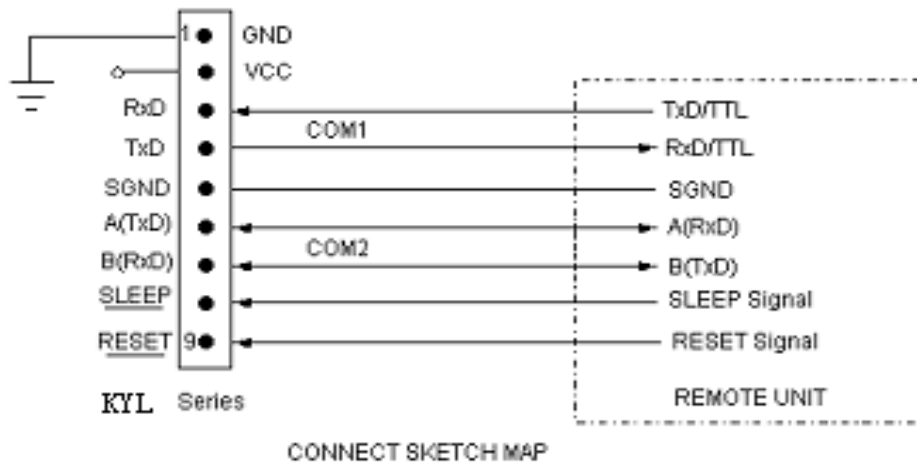 1 GND
VCC
RxD COM1 TxD/TTL
TxD RxD/TTL
SGND SGND
A(TxD) COM2 A(RxD)
B(RxD) B(TxD)
SLEEP SLEEP Signal
RESET 9 RESET Signal
KYL Series REMOTE UNIT
CONNECT SKETCH MAP